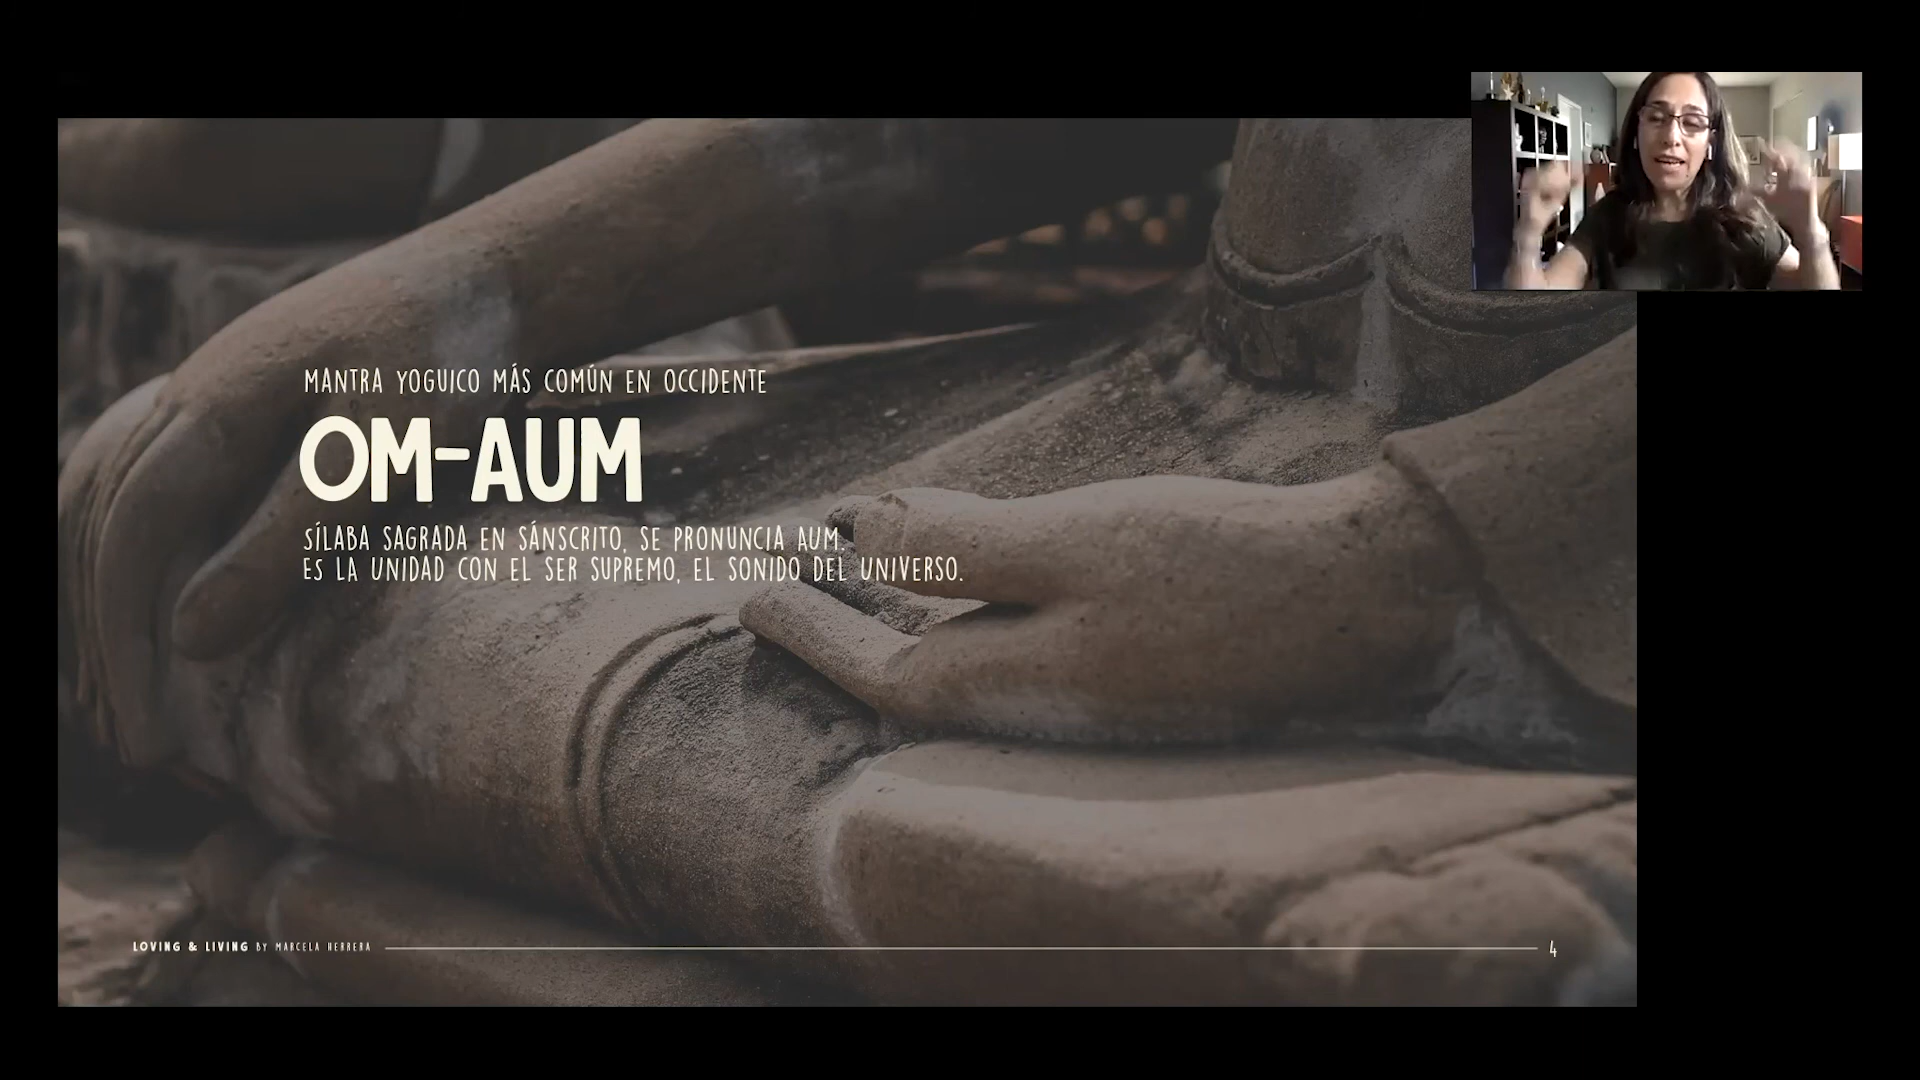 MANTRA YOGUICO MÁS COMÚN EN OCCIDENTE
OM-AUM
SÍLABA SAGRADA EN SÁNSCRITO, SE PRONUNCIA AUM.
ES LA UNIDAD CON EL SER SUPREMO, EL SONIDO DEL UNIVERSO.
LOVING & LIVING BY MARCELA HERRERA
4